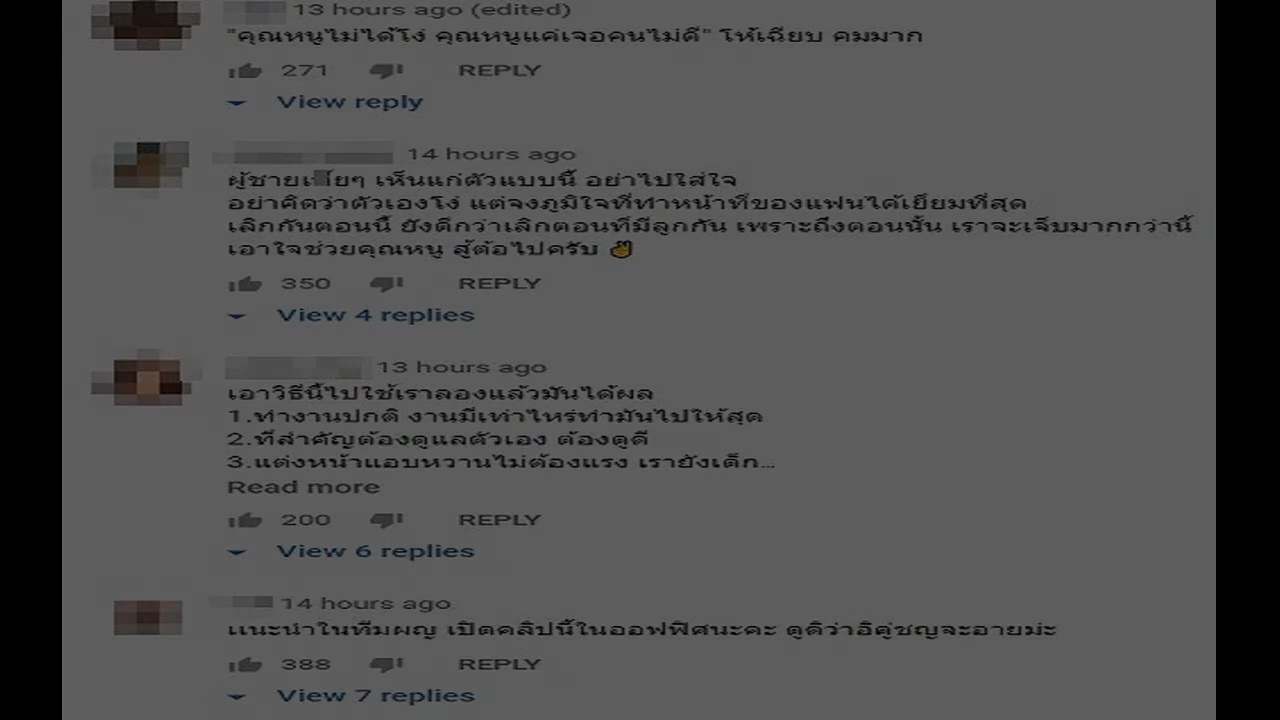 13 hours ago (edited)
"คุณหนูไม่ได้โง่ คุณหนูแค่เจอคนไม่ดี" โห้เฉียบ คมมาก
271 REPLY
View reply
14 hours ago
ผู้ชายเ ยๆ เห็นแก่ตัวแบบนี้ อย่าไปใส่ใจ
อย่าคิดว่าตัวเองโง่ แต่จงภูมิใจที่ทำหน้าที่ของแฟนได้เยี่ยมที่สุด
เลิกกันตอนนี้ ยังดีกว่าเลิกตอนที่มีลูกกัน เพราะถึงตอนนั้น เราจะเจ็บมากกว่านี้
เอาใจช่วยคุณหนู สู้ต่อไปครับ ✌
350 REPLY
View 4 replies
13 hours ago
เอาวิธีนี้ไปใช้เราลองแล้วมันได้ผล
1.ทำงานปกติ งานมีเท่าไหร่ทำมันไปให้สุด
2.ที่สำคัญต้องดูแลตัวเอง ต้องดูดี
3.แต่งหน้าแอบหวานไม่ต้องแรง เรายังเด็ก...
Read more
200 REPLY
View 6 replies
14 hours ago
แนะนำในทีมผญ เปิดคลิปนี้ในออฟฟิศนะคะ ดูดิว่าอิคู่ชญจะอายมะ
388 REPLY
View 7 replies